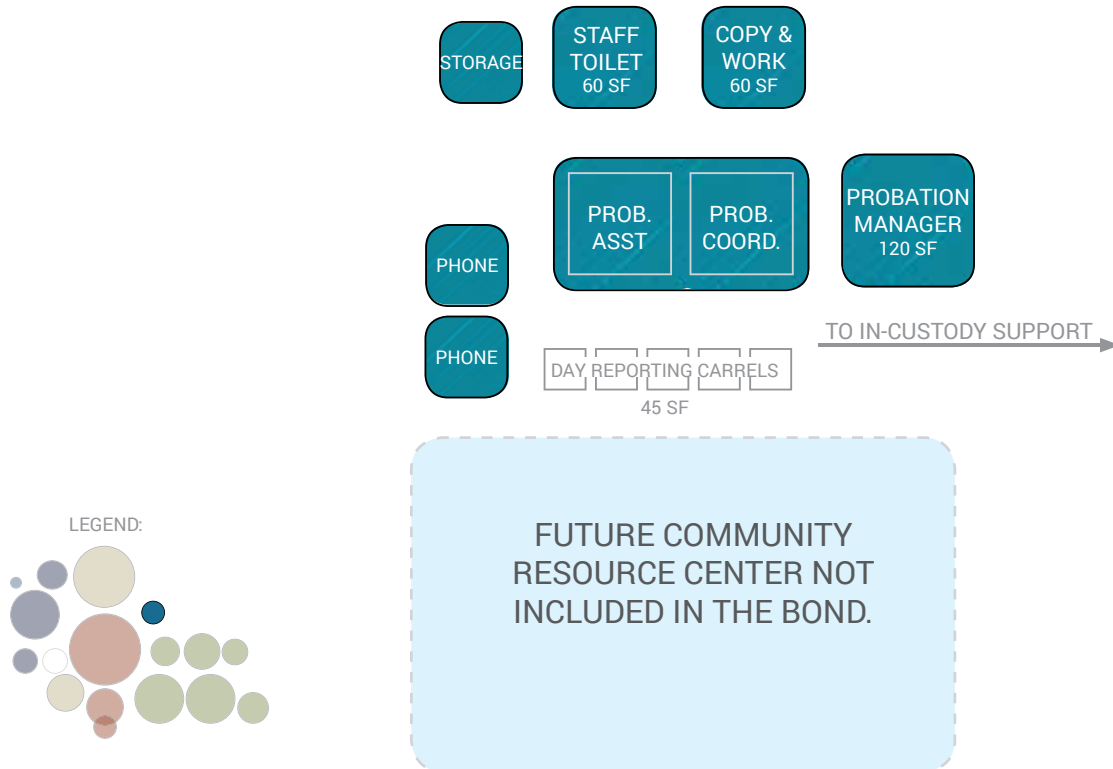 STORAGE
STAFF
TOILET
60 SF
COPY &
WORK
60 SF
PROB.
ASST
PROB.
COORD.
PROBATION
MANAGER
120 SF
PHONE
PHONE
TO IN-CUSTODY SUPPORT
DAY REPORTING CARRELS
45 SF
FUTURE COMMUNITY
RESOURCE CENTER NOT
INCLUDED IN THE BOND.
LEGEND: